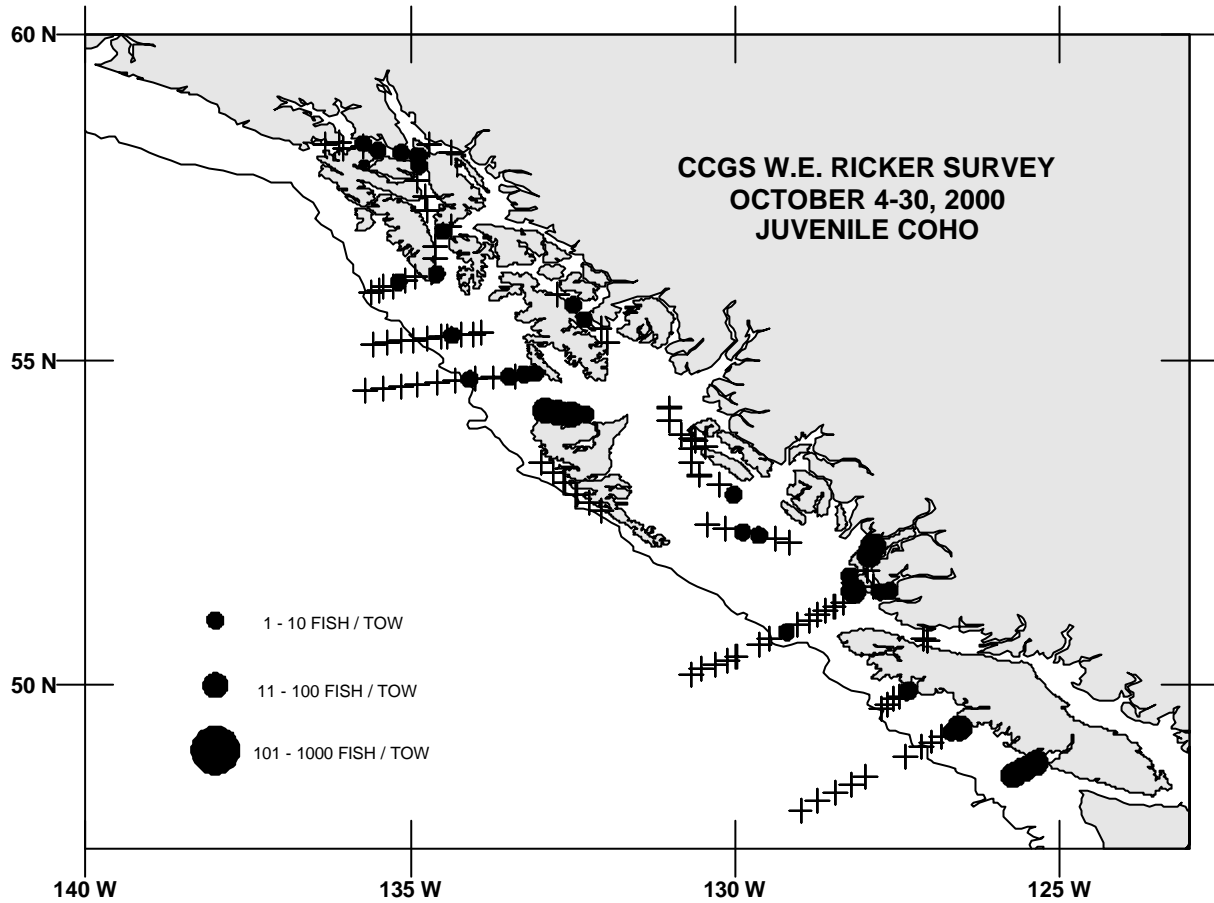 60 N
CCGS W.E. RICKER SURVEY
OCTOBER 4-30, 2000
JUVENILE COHO
55 N
1 - 10 FISH / TOW
50 N
11 - 100 FISH / TOW
101 - 1000 FISH / TOW
140 W
135 W
130 W
125 W